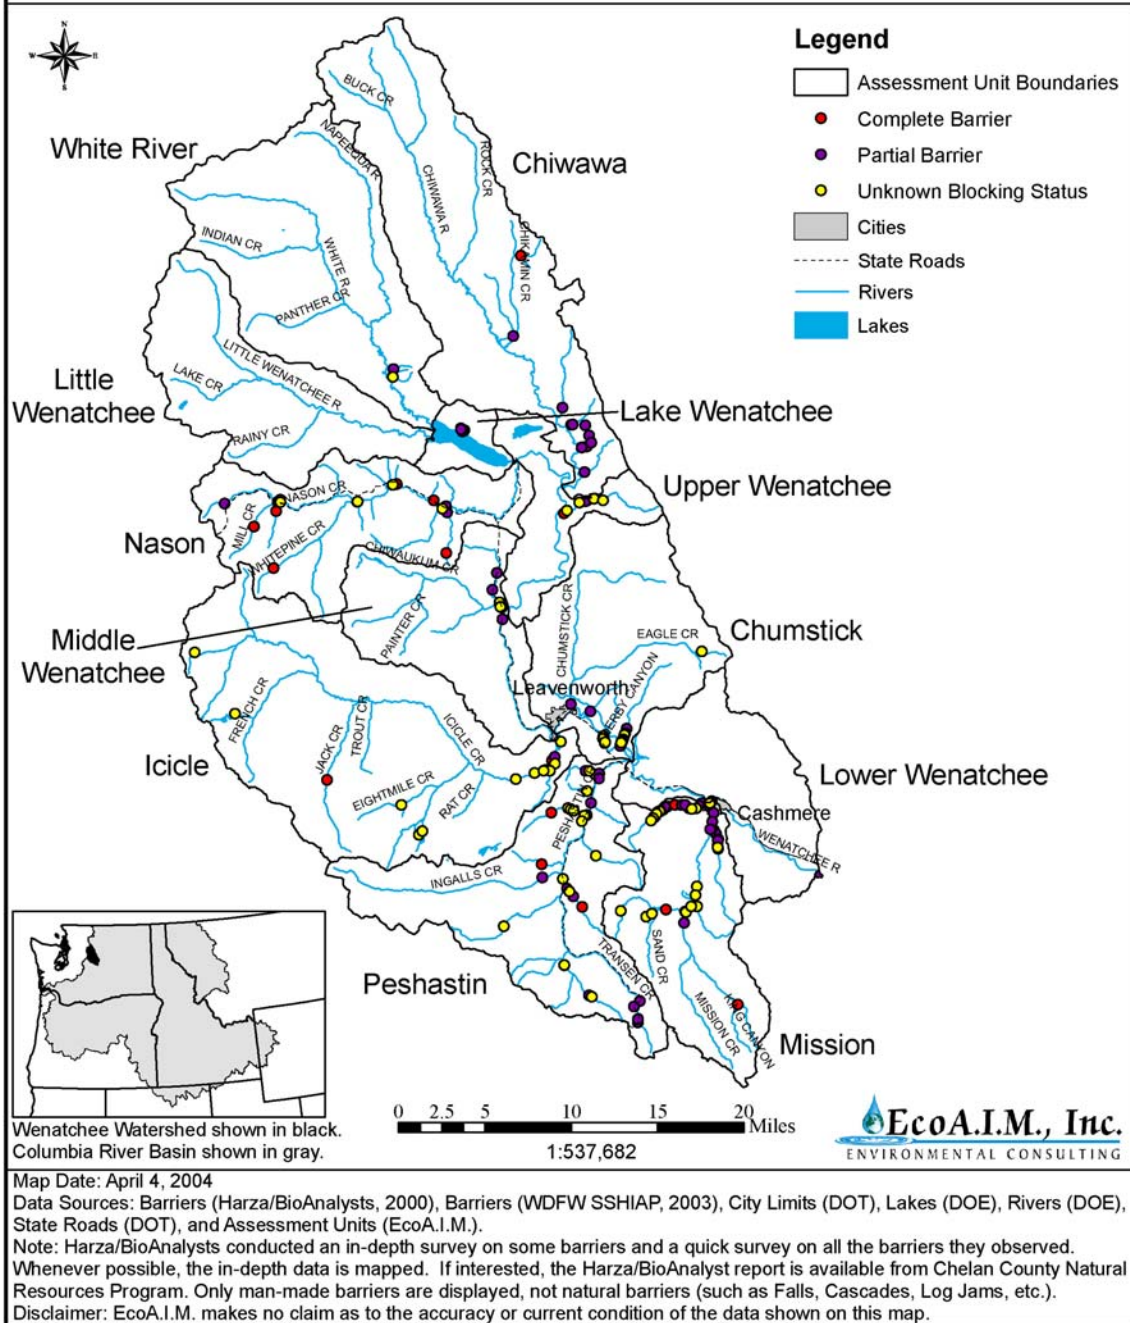 N
W
E
S
Legend
Assessment Unit Boundaries
Complete Barrier
Partial Barrier
Unknown Blocking Status
Cities
State Roads
Rivers
Lakes
White River
Chiwawa
BUCK CR
NAPEEQUA R
CHIWAWA R
ROCK CR
CHIKAMIN CR
INDIAN CR
WHITE R
PANTHER CR
Little
Wenatchee
LITTLE WENATCHEE R
LAKE CR
RAINY CR
Lake Wenatchee
Upper Wenatchee
Nason
NASON CR
MILL CR
WHITEPINE CR
CHIWAUKUM CR
PAINTER CR
Middle
Wenatchee
Chumstick
CHUMSTICK CR
EAGLE CR
DERBY CANYON
Leavenworth
Icicle
FRENCH CR
JACK CR
TROUT CR
ICICLE CR
EIGHTMILE CR
RAT CR
Lower Wenatchee
Cashmere
WENATCHEE R
INGALLS CR
Peshastin
TRANSEN CR
SAND CR
MISSION CR
KING CANYON
Mission
0 2.5 5 10 15 20
Miles
1:537,682
EcoA.I.M., Inc.
ENVIRONMENTAL CONSULTING
Wenatchee Watershed shown in black.
Columbia River Basin shown in gray.
Map Date: April 4, 2004
Data Sources: Barriers (Harza/BioAnalysts, 2000), Barriers (WDFW SSHIAP, 2003), City Limits (DOT), Lakes (DOE), Rivers (DOE),
State Roads (DOT), and Assessment Units (EcoA.I.M.).
Note: Harza/BioAnalysts conducted an in-depth survey on some barriers and a quick survey on all the barriers they observed.
Whenever possible, the in-depth data is mapped. If interested, the Harza/BioAnalyst report is available from Chelan County Natural
Resources Program. Only man-made barriers are displayed, not natural barriers (such as Falls, Cascades, Log Jams, etc.).
Disclaimer: EcoA.I.M. makes no claim as to the accuracy or current condition of the data shown on this map.